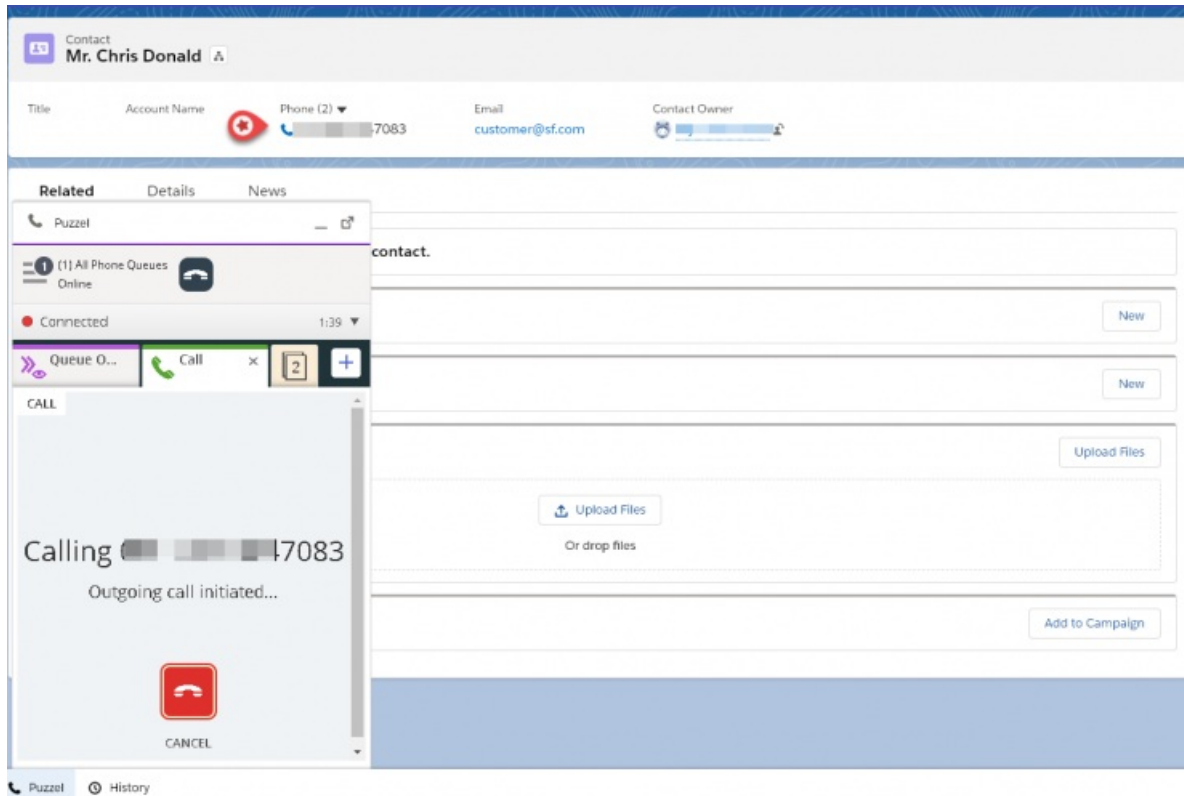 Contact
Mr. Chris Donald
Title Account Name Phone (2) Email Contact Owner
7083 customer@sf.com
Related Details News
Puzzel
contact.
1 (1) All Phone Queues
Online
New
Connected 1:39
Queue O... Call 2 +
New
CALL
Upload Files
Upload Files
Calling 47083
Or drop files
Outgoing call initiated...
Add to Campaign
CANCEL
Puzzel History